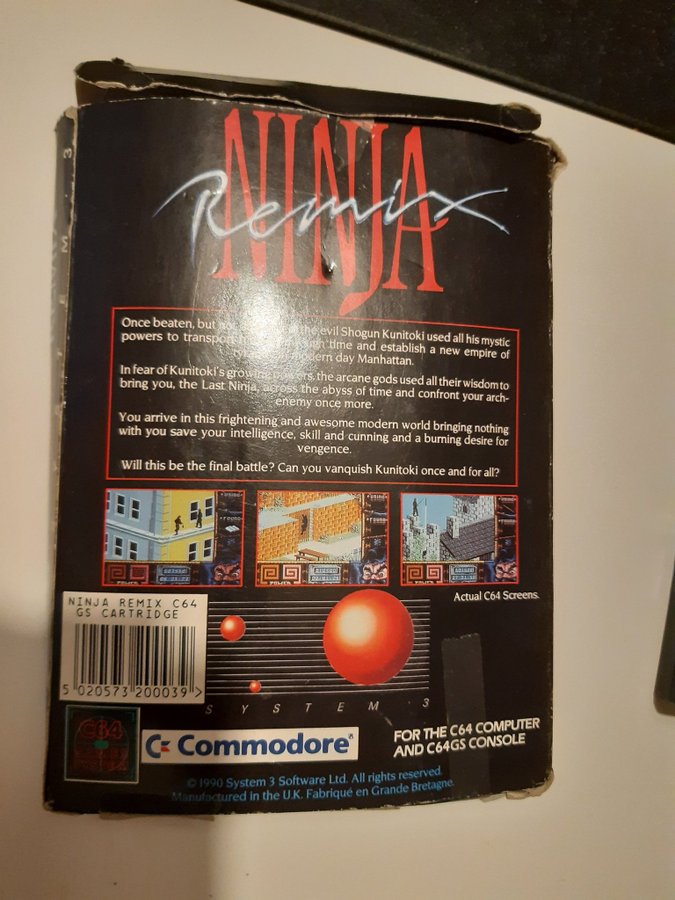 NINJA
Remix
Once beaten, but the evil Shogun Kunitoki used all his mystic
powers to transport through time and establish a new empire of
modern day Manhattan.
In fear of Kunitoki's growing powers, the arcane gods used all their wisdom to
bring you, the Last Ninja, across the abyss of time and confront your arch-
enemy once more.
You arrive in this frightening and awesome modern world bringing nothing
with you save your intelligence, skill and cunning and a burning desire for
vengence.
Will this be the final battle? Can you vanquish Kunitoki once and for all?
Actual C64 Screens.
NINJA REMIX C64
GS CARTRIDGE
5 020573 200039 >
SYSTEM 3
C64
Commodore
FOR THE C64 COMPUTER
AND C64GS CONSOLE
© 1990 System 3 Software Ltd. All rights reserved.
Manufactured in the U.K. Fabriqué en Grande Bretagne